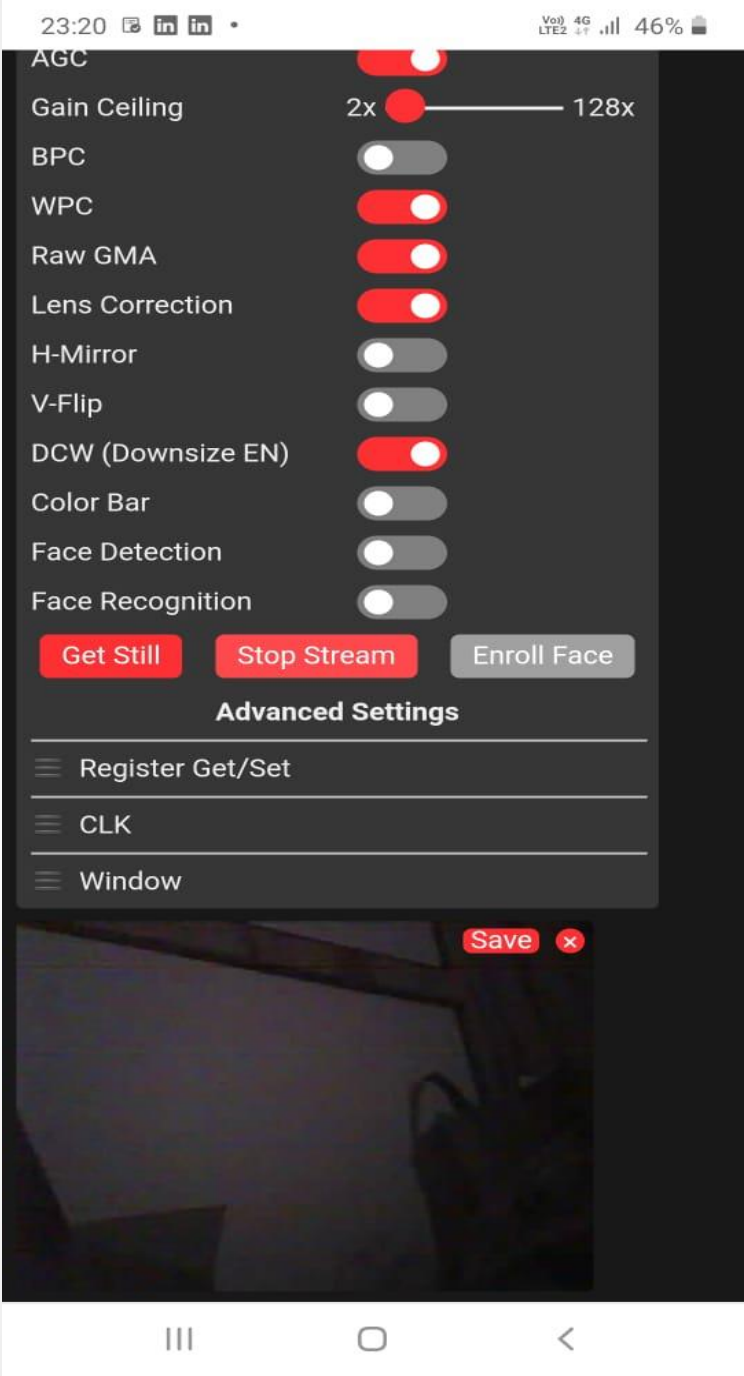 23:20 in in • Vo)) 4G LTE2 46%
AGC
Gain Ceiling 2x 128x
BPC
WPC
Raw GMA
Lens Correction
H-Mirror
V-Flip
DCW (Downsize EN)
Color Bar
Face Detection
Face Recognition
Get Still Stop Stream Enroll Face
Advanced Settings
Register Get/Set
CLK
Window
Save ×